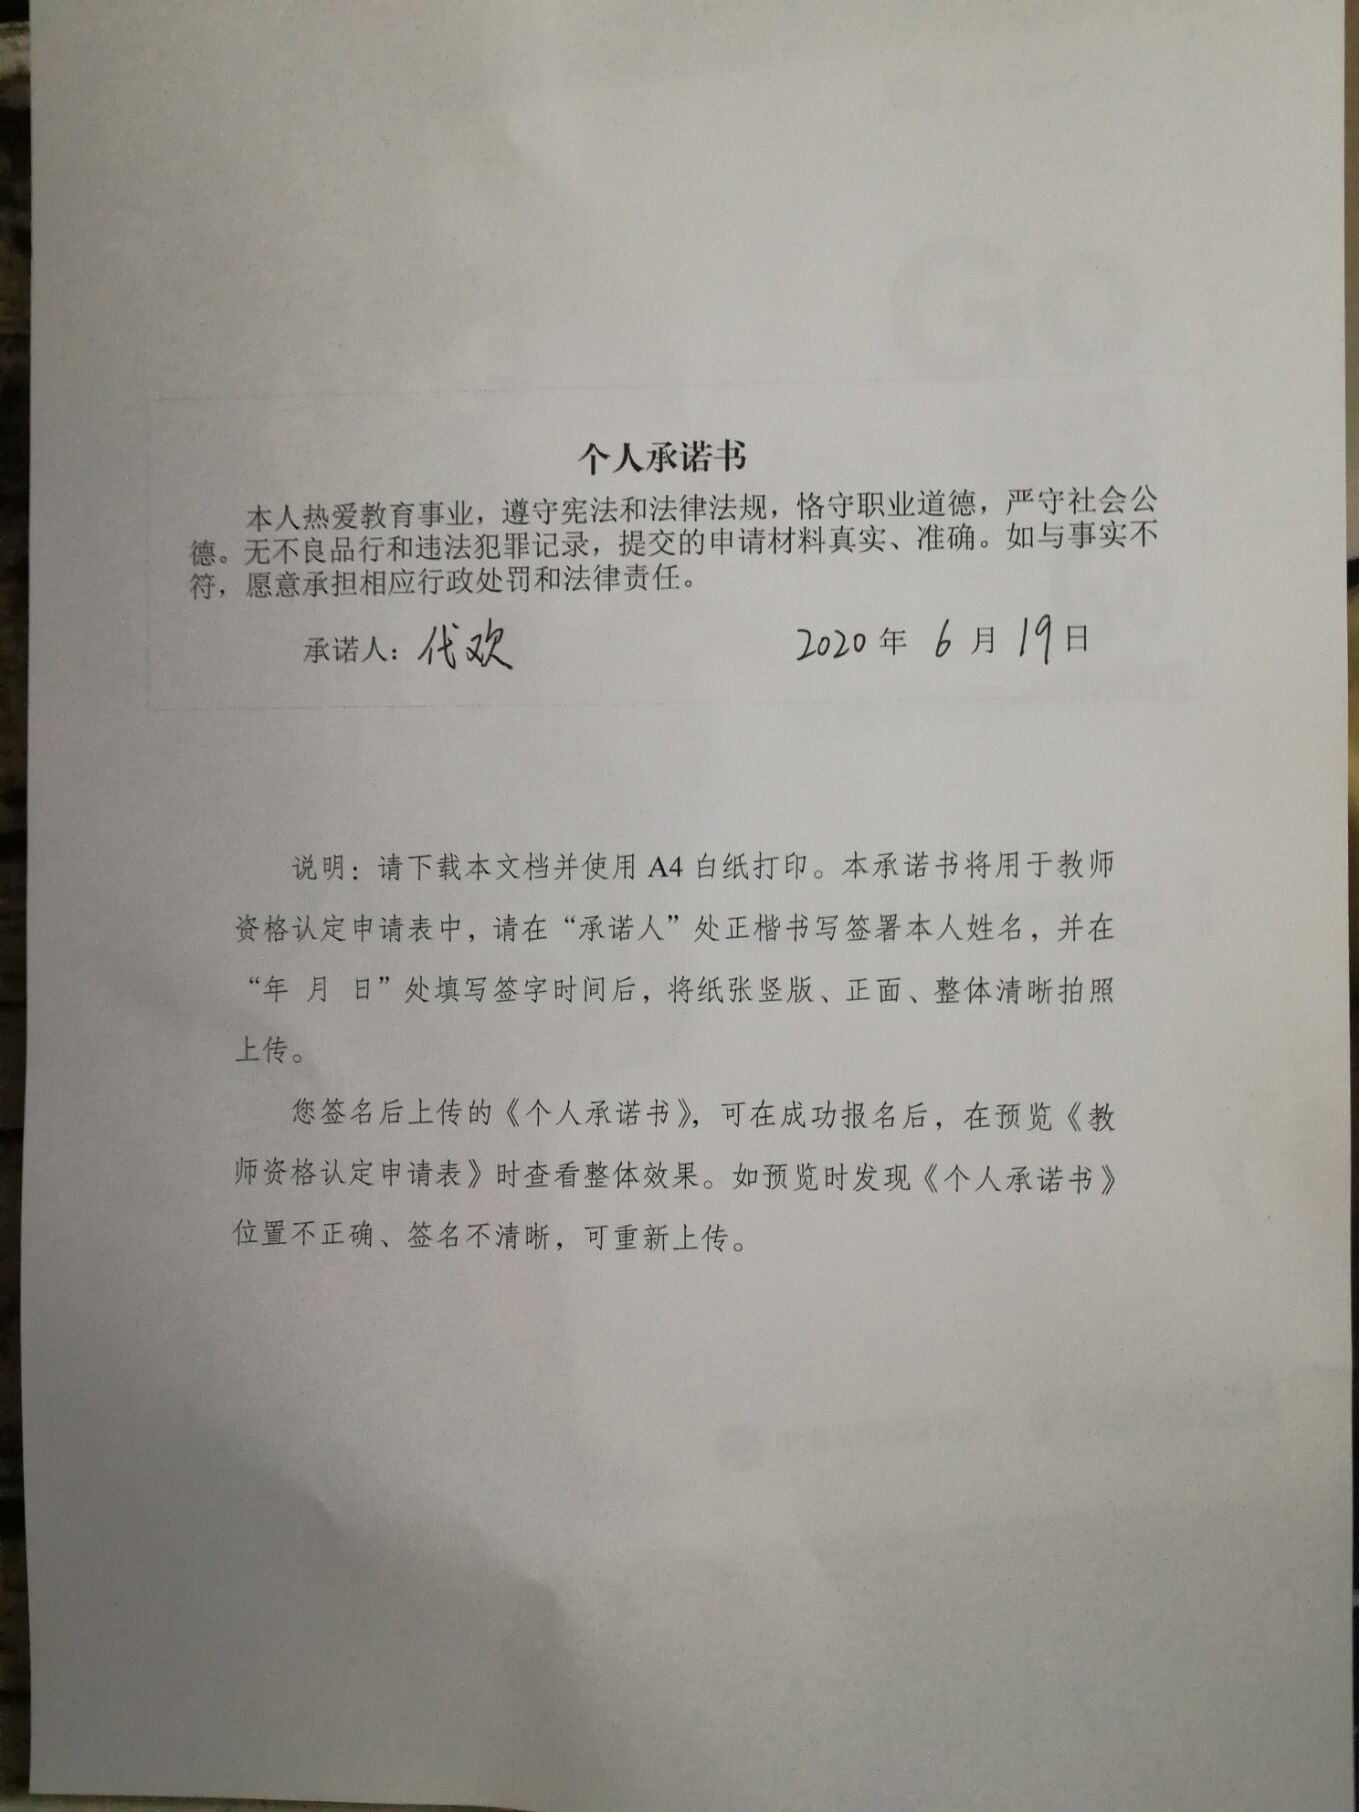 个人承诺书
本人热爱教育事业，遵守宪法和法律法规，恪守职业道德，严守社会公
德。无不良品行和违法犯罪记录，提交的申请材料真实、准确。如与事实不
符，愿意承担相应行政处罚和法律责任。
承诺人：代欢 2020年 6月 19日
说明：请下载本文档并使用 A4 白纸打印。本承诺书将用于教师
资格认定申请表中，请在“承诺人”处正楷书写签署本人姓名，并在
“年 月 日”处填写签字时间后，将纸张竖版、正面、整体清晰拍照
上传。
您签名后上传的《个人承诺书》，可在成功报名后，在预览《教
师资格认定申请表》时查看整体效果。如预览时发现《个人承诺书》
位置不正确、签名不清晰，可重新上传。